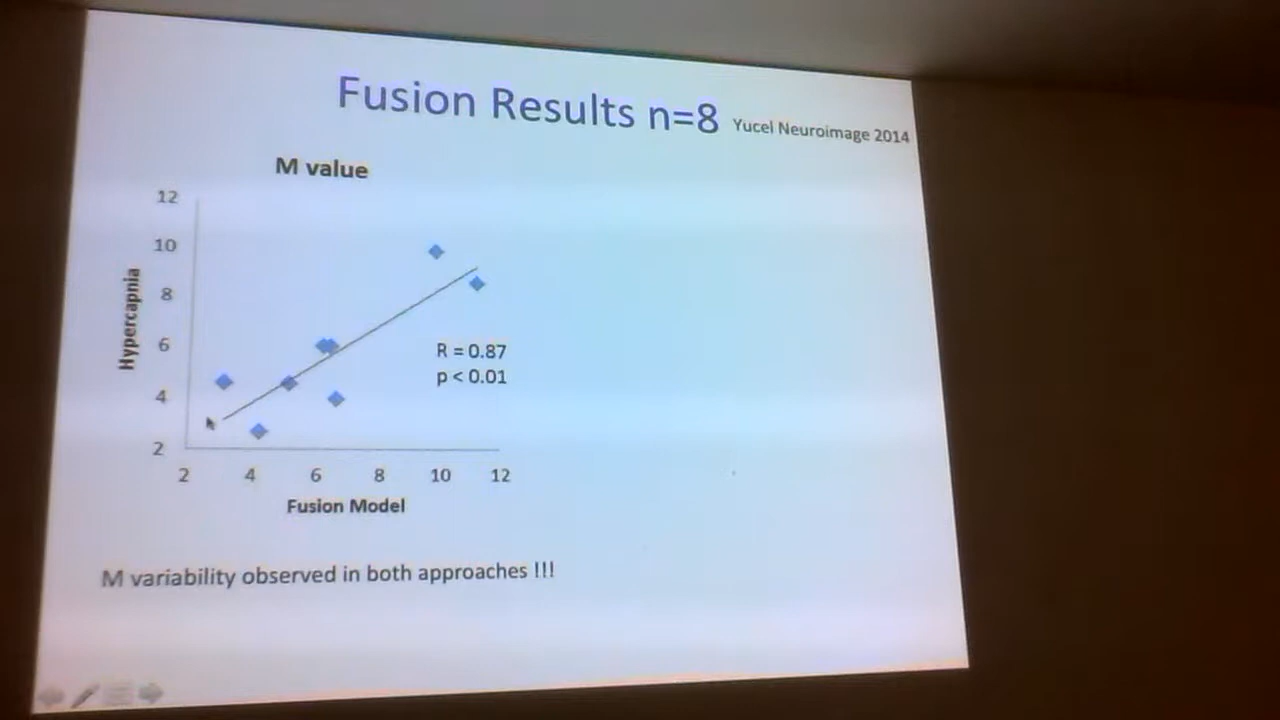 Fusion Results n=8 Yucel Neuroimage 2014
M value
12
10
8
6
4
2
Hypercapnia
R = 0.87
p < 0.01
2 4 6 8 10 12
Fusion Model
M variability observed in both approaches !!!